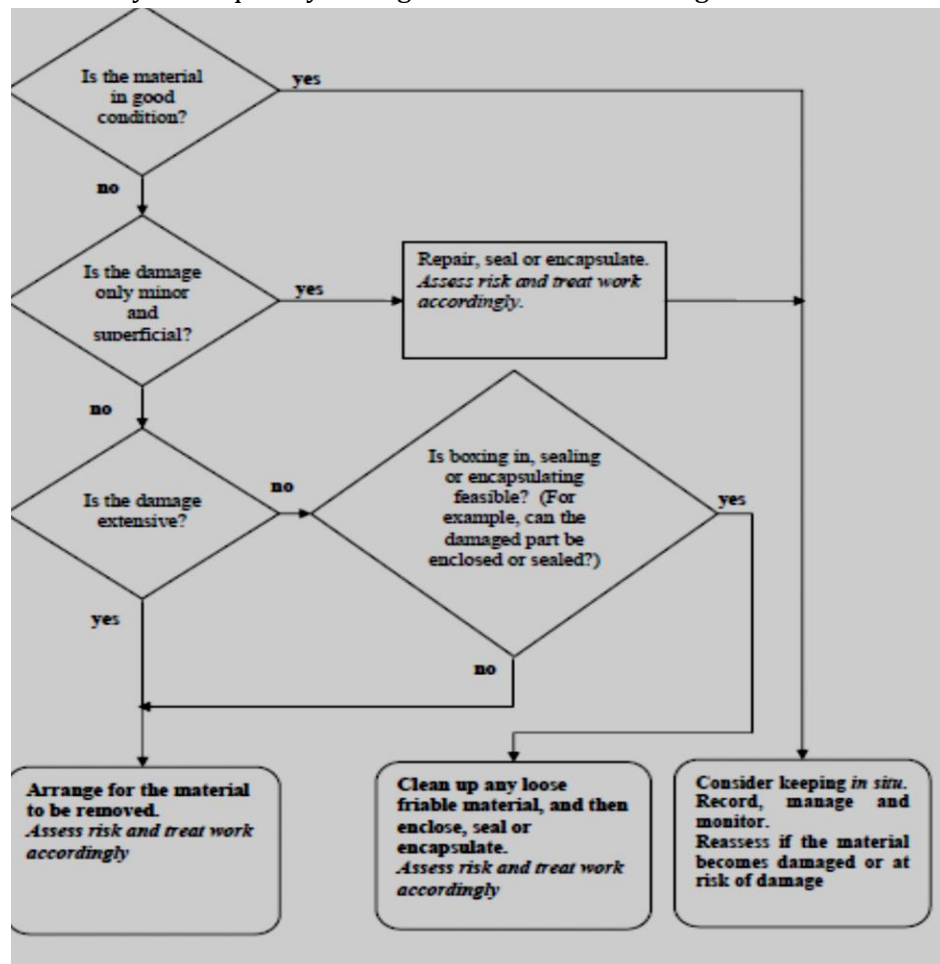 Is the material
in good
condition?
yes
no
Is the damage
only minor
and
superficial?
yes
Repair, seal or encapsulate.
Assess risk and treat work
accordingly.
no
Is the damage
extensive?
no
Is boxing in, sealing
or encapsulating
feasible? (For
example, can the
damaged part be
enclosed or sealed?)
yes
yes
no
Arrange for the material
to be removed.
Assess risk and treat work
accordingly
Clean up any loose
friable material, and then
enclose, seal or
encapsulate.
Assess risk and treat work
accordingly
Consider keeping in situ.
Record, manage and
monitor.
Reassess if the material
becomes damaged or at
risk of damage